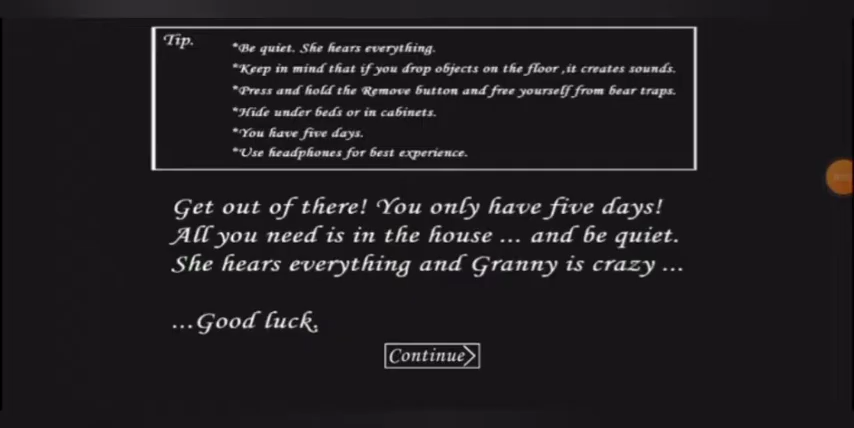 Tip.
*Be quiet. She hears everything.
*Keep in mind that if you drop objects on the floor ,it creates sounds.
*Press and hold the Remove button and free yourself from bear traps.
*Hide under beds or in cabinets.
*You have five days.
*Use headphones for best experience.
Get out of there! You only have five days!
All you need is in the house ... and be quiet.
She hears everything and Granny is crazy ...
...Good luck.
Continue